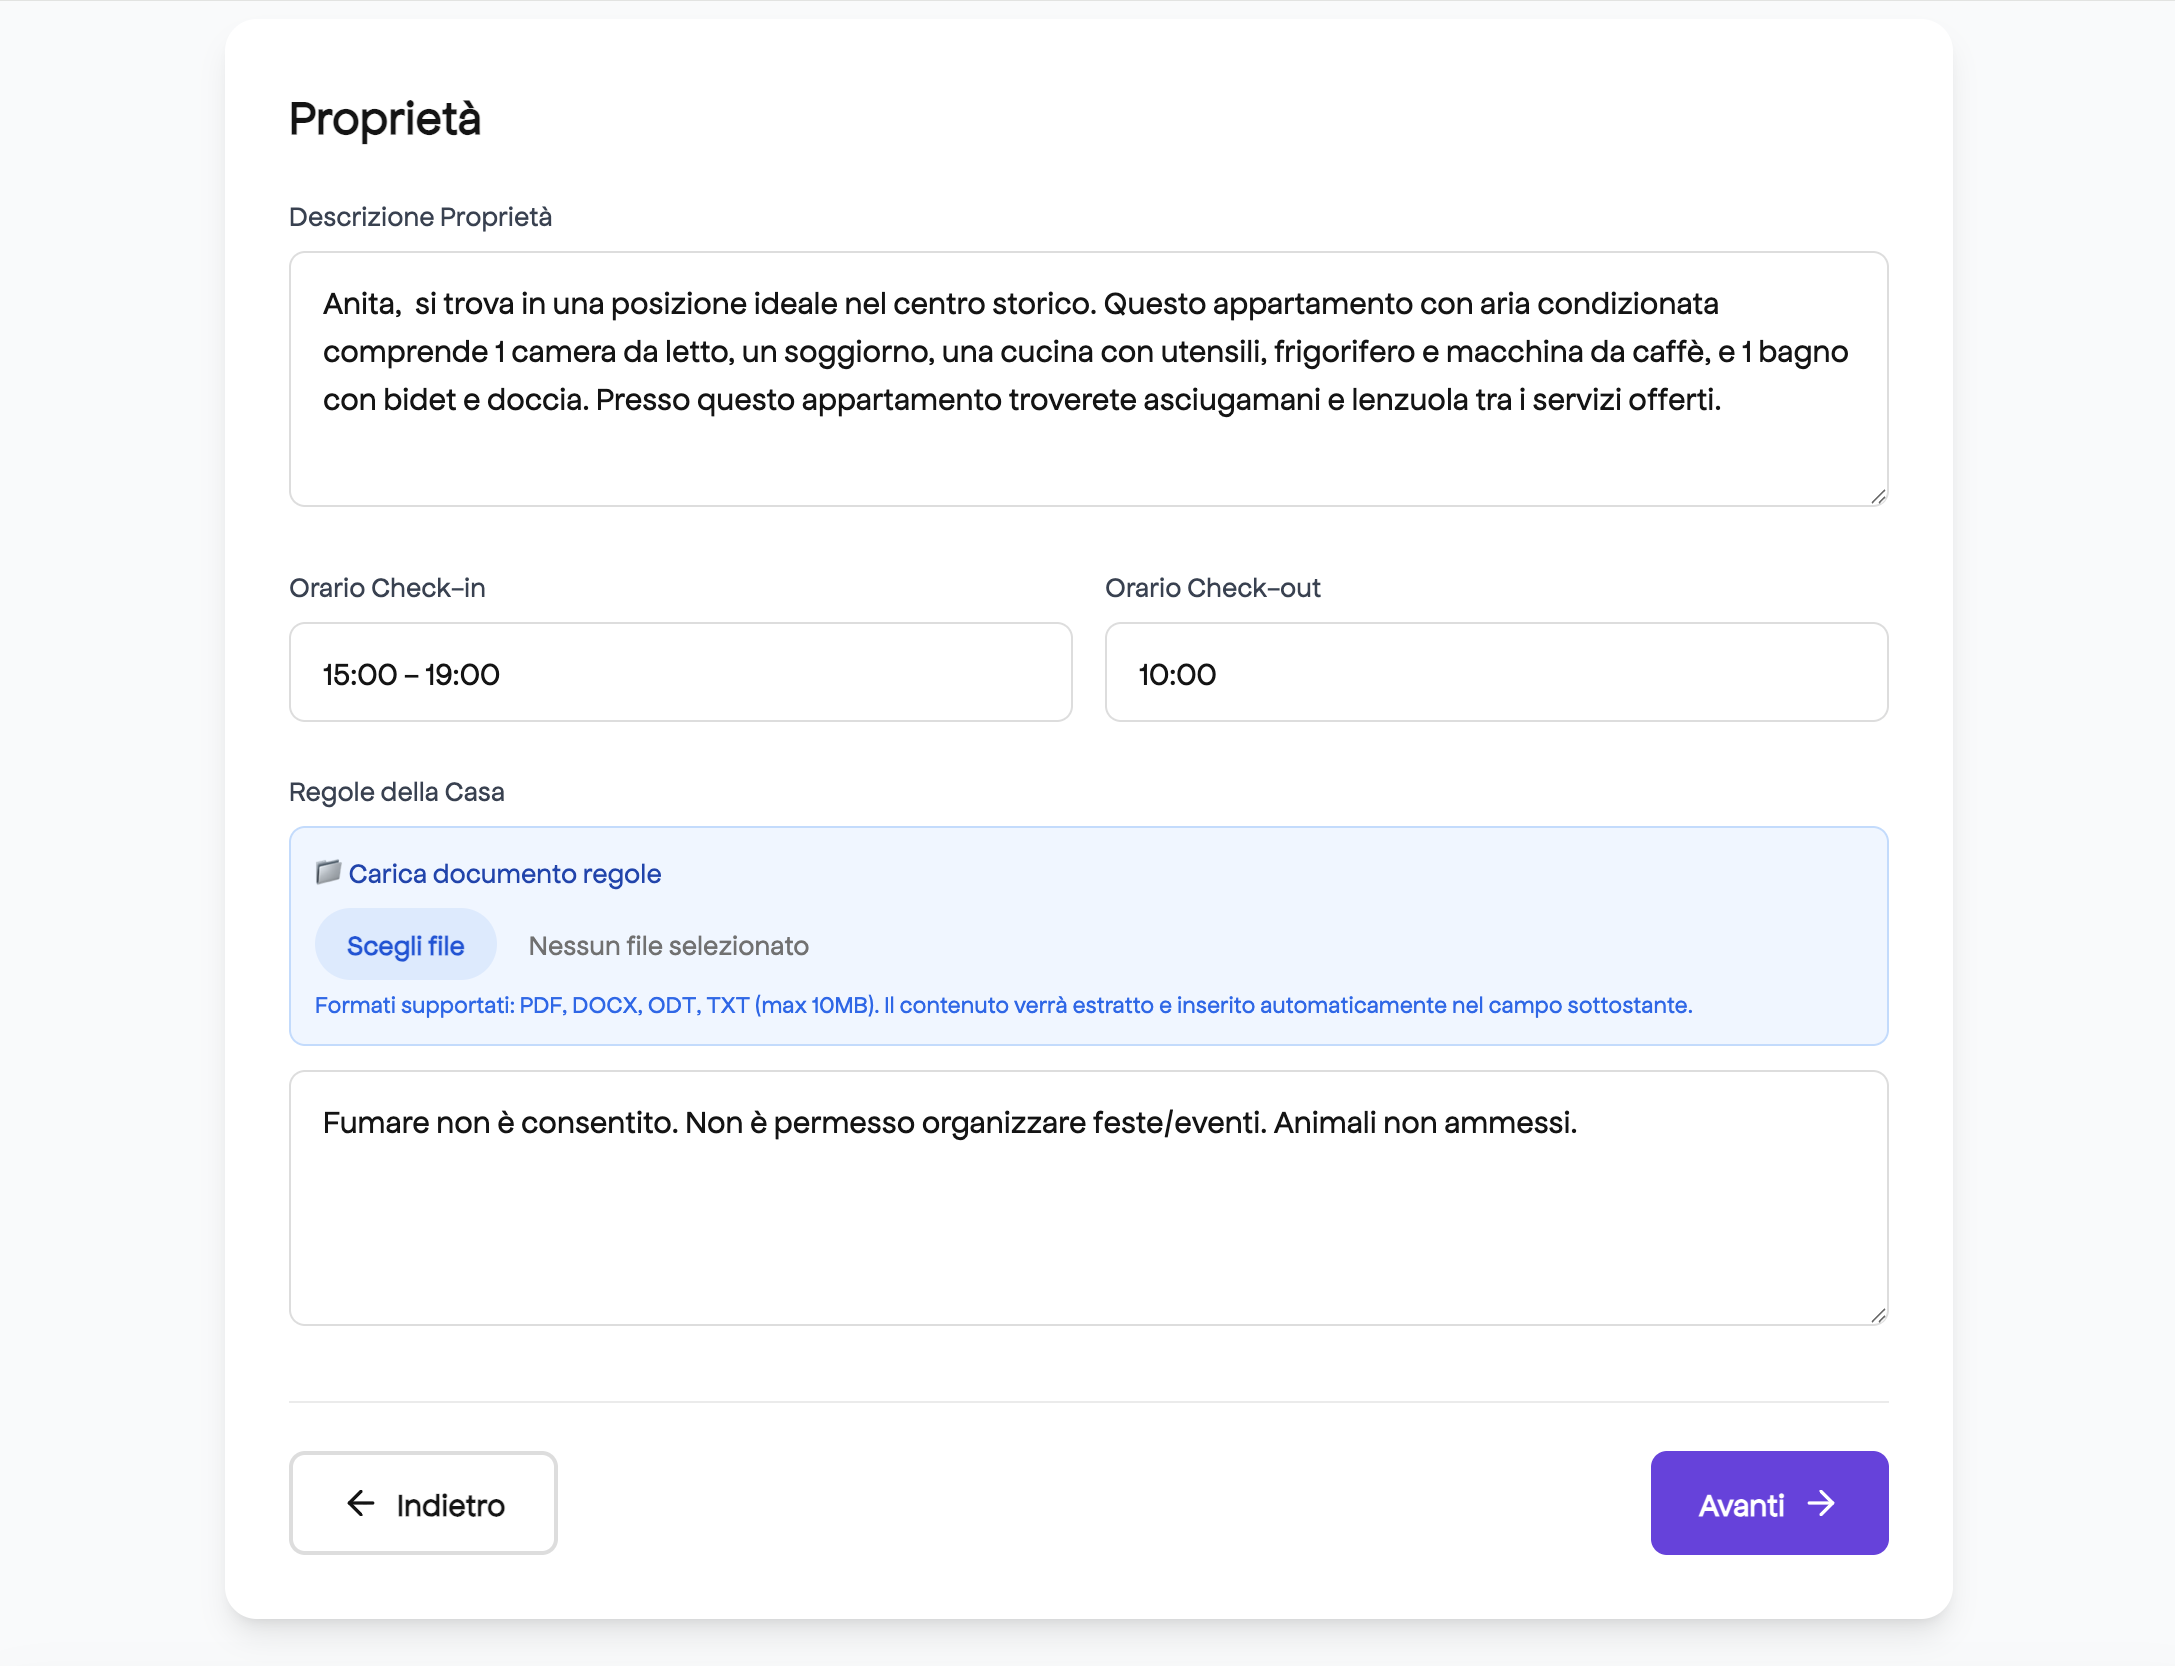 Proprietà
Descrizione Proprietà
Anita,  si trova in una posizione ideale nel centro storico. Questo appartamento con aria condizionata
comprende 1 camera da letto, un soggiorno, una cucina con utensili, frigorifero e macchina da caffè, e 1 bagno
con bidet e doccia. Presso questo appartamento troverete asciugamani e lenzuola tra i servizi offerti.
Orario Check-in
Orario Check-out
15:00 – 19:00
10:00
Regole della Casa
Carica documento regole
Scegli file
Nessun file selezionato
Formati supportati: PDF, DOCX, ODT, TXT (max 10MB). Il contenuto verrà estratto e inserito automaticamente nel campo sottostante.
Fumare non è consentito. Non è permesso organizzare feste/eventi. Animali non ammessi.
← Indietro
Avanti →